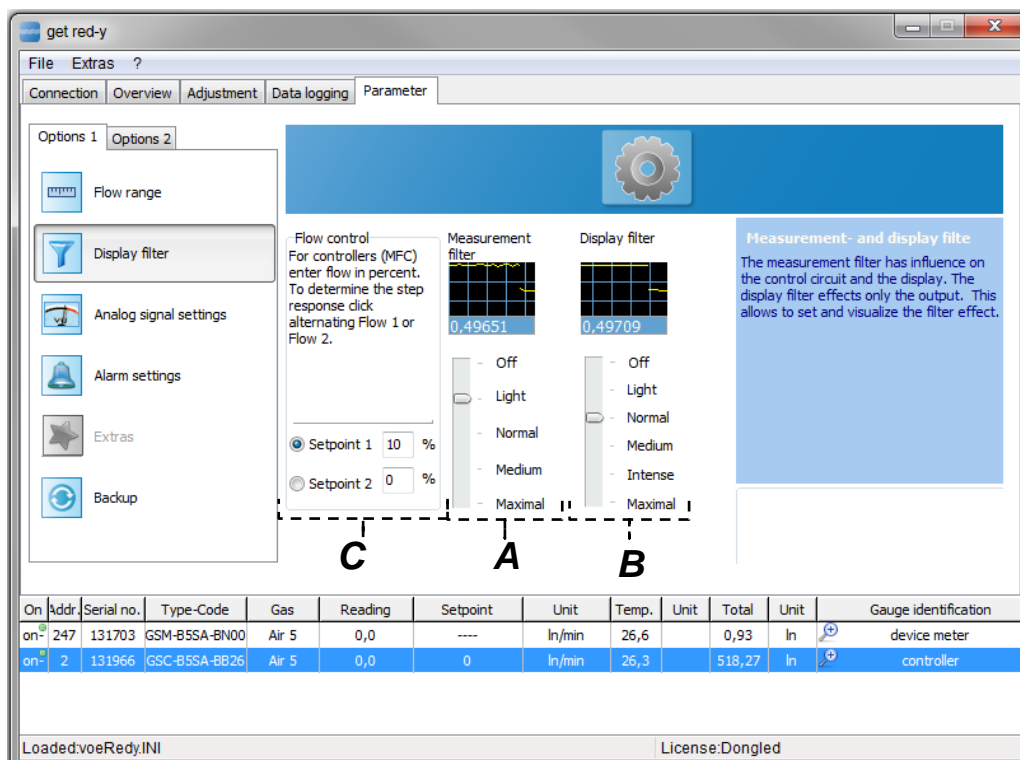 get red-y
File Extras ?
Connection Overview Adjustment Data logging Parameter
Options 1 Options 2
Flow range
Display filter
Analog signal settings
Alarm settings
Extras
Backup
Flow control
For controllers (MFC)
enter flow in percent.
To determine the step
response click
alternating Flow 1 or
Flow 2.
Setpoint 1 10 %
Setpoint 2 0 %
Measurement
filter
0,49651
Off
Light
Normal
Medium
Maximal
Display filter
0,49709
Off
Light
Normal
Medium
Intense
Maximal
Measurement- and display filte
The measurement filter has influence on
the control circuit and the display. The
display filter effects only the output. This
allows to set and visualize the filter effect.
C A B
On Addr. Serial no. Type-Code Gas Reading Setpoint Unit Temp. Unit Total Unit Gauge identification
on- 247 131703 GSM-B5SA-BN00 Air 5 0,0 ---- ln/min 26,6 0,93 ln device meter
on- 2 131966 GSC-B5SA-BB26 Air 5 0,0 0 ln/min 26,3 518,27 ln controller
Loaded:voeRedy.INI License:Dongled